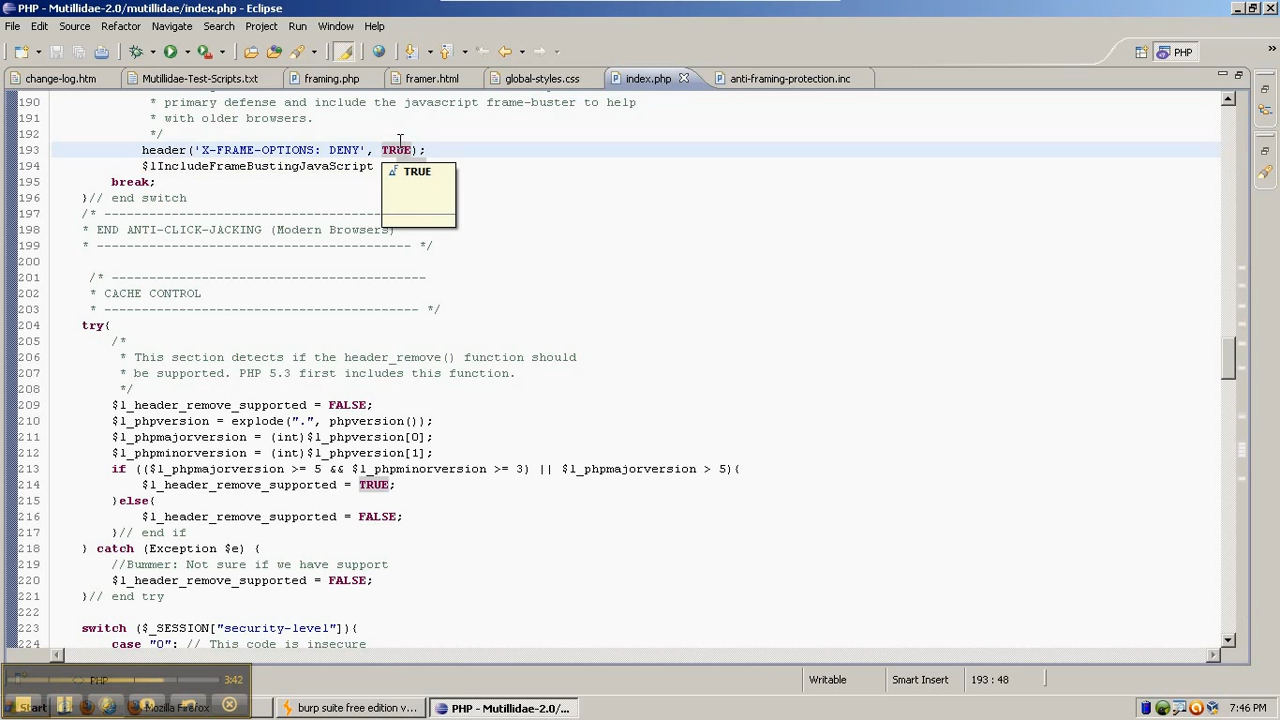 PHP - Mutillidae-2.0/mutillidae/index.php - Eclipse
File Edit Source Refactor Navigate Search Project Run Window Help
PHP
change-log.htm Mutillidae-Test-Scripts.txt framing.php framer.html global-styles.css index.php anti-framing-protection.inc
190 * primary defense and include the javascript frame-buster to help
191 * with older browsers.
192 */
193 header('X-FRAME-OPTIONS: DENY', TRUE);
194 $lIncludeFrameBustingJavaScript
TRUE
195 break;
196 }// end switch
197 /* ----------------------------------------
198 * END ANTI-CLICK-JACKING (Modern Browsers)
199 * ------------------------------------------ */
200
201 /* ------------------------------------------
202 * CACHE CONTROL
203 * ------------------------------------------ */
204 try{
205 /*
206 * This section detects if the header_remove() function should
207 * be supported. PHP 5.3 first includes this function.
208 */
209 $l_header_remove_supported = FALSE;
210 $l_phpversion = explode(".", phpversion());
211 $l_phpmajorversion = (int)$l_phpversion[0];
212 $l_phpminorversion = (int)$l_phpversion[1];
213 if (($l_phpmajorversion >= 5 && $l_phpminorversion >= 3) || $l_phpmajorversion > 5){
214 $l_header_remove_supported = TRUE;
215 }else{
216 $l_header_remove_supported = FALSE;
217 }// end if
218 } catch (Exception $e) {
219 //Bummer: Not sure if we have support
220 $l_header_remove_supported = FALSE;
221 }// end try
222
223 switch ($_SESSION["security-level"]){
224 case "0": // This code is insecure
PHP 3:42 Writable Smart Insert 193 : 48
Start Mozilla Firefox burp suite free edition v... PHP - Mutillidae-2.0/... 7:46 PM